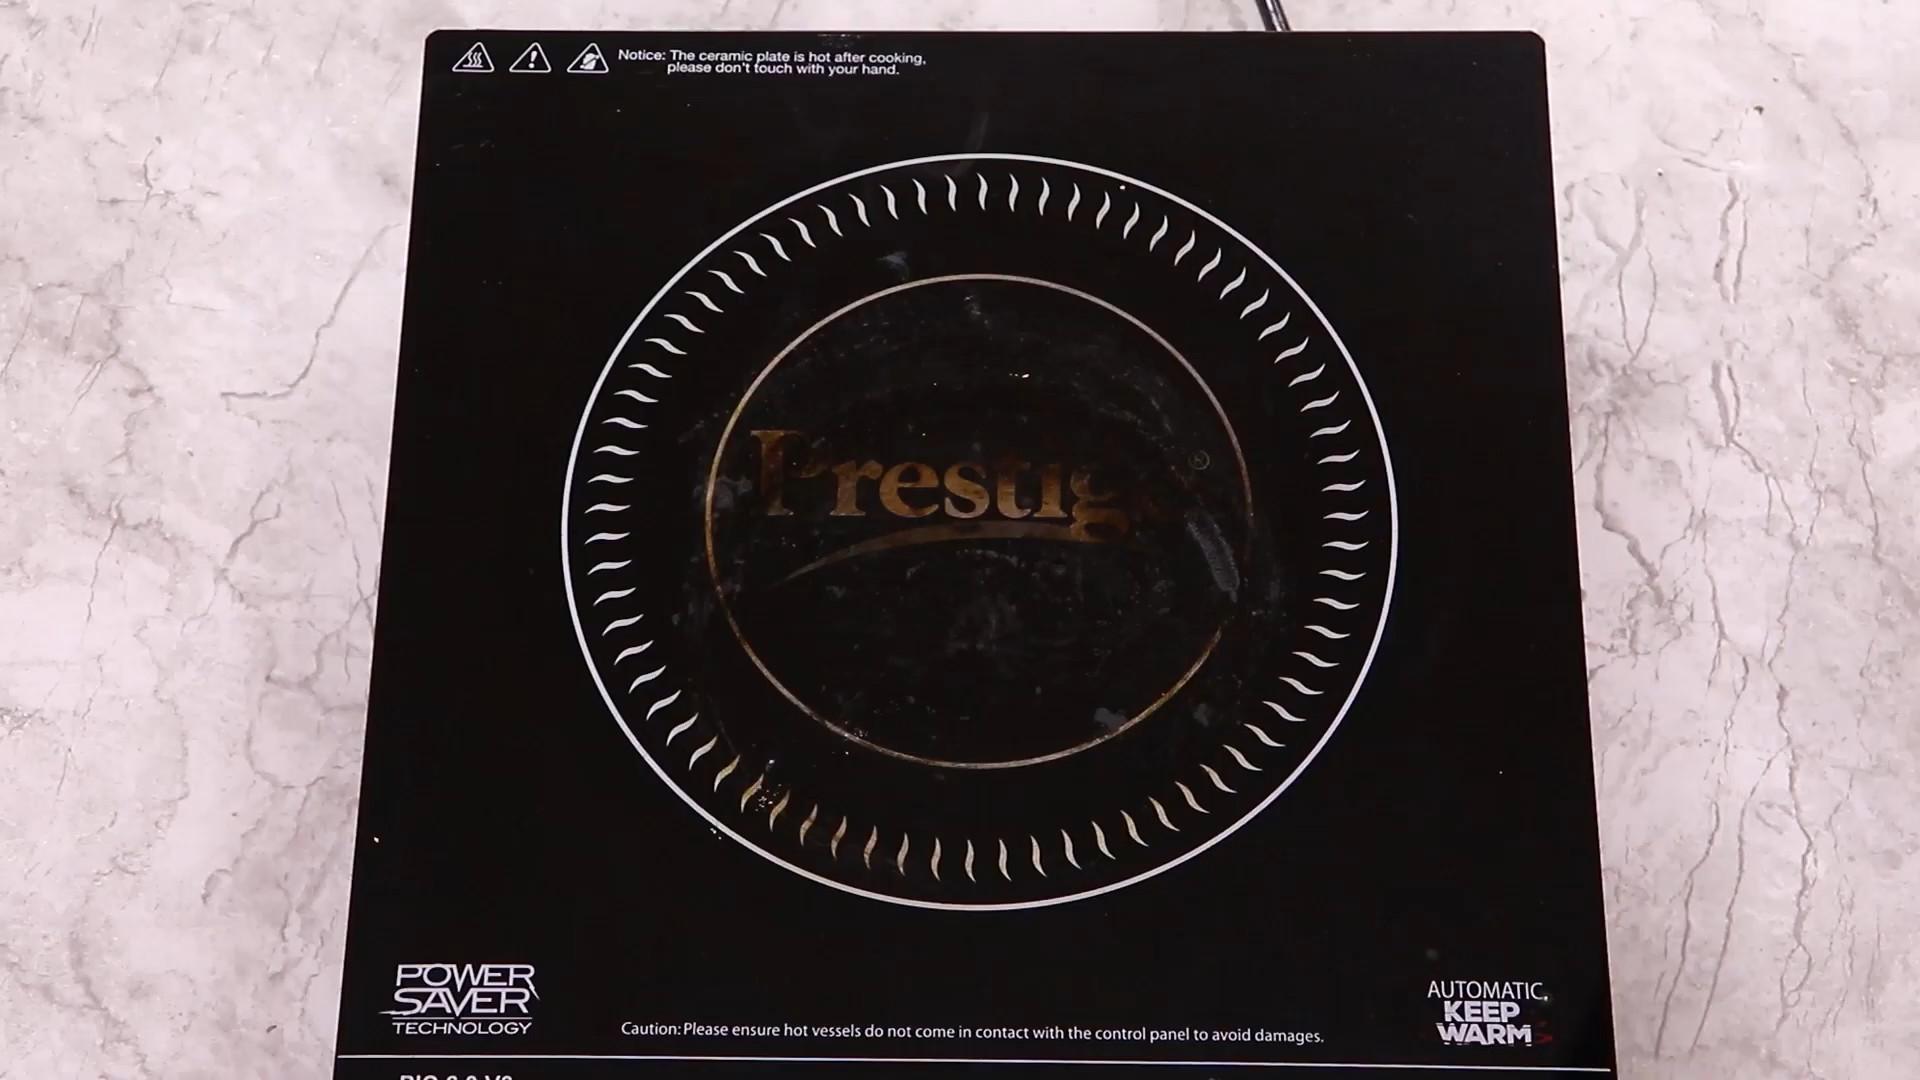 Notice: The ceramic plate is hot after cooking,
please don't touch with your hand.
Prestig
POWER
SAVER
TECHNOLOGY
AUTOMATIC
KEEP
WARM
Caution: Please ensure hot vessels do not come in contact with the control panel to avoid damages.